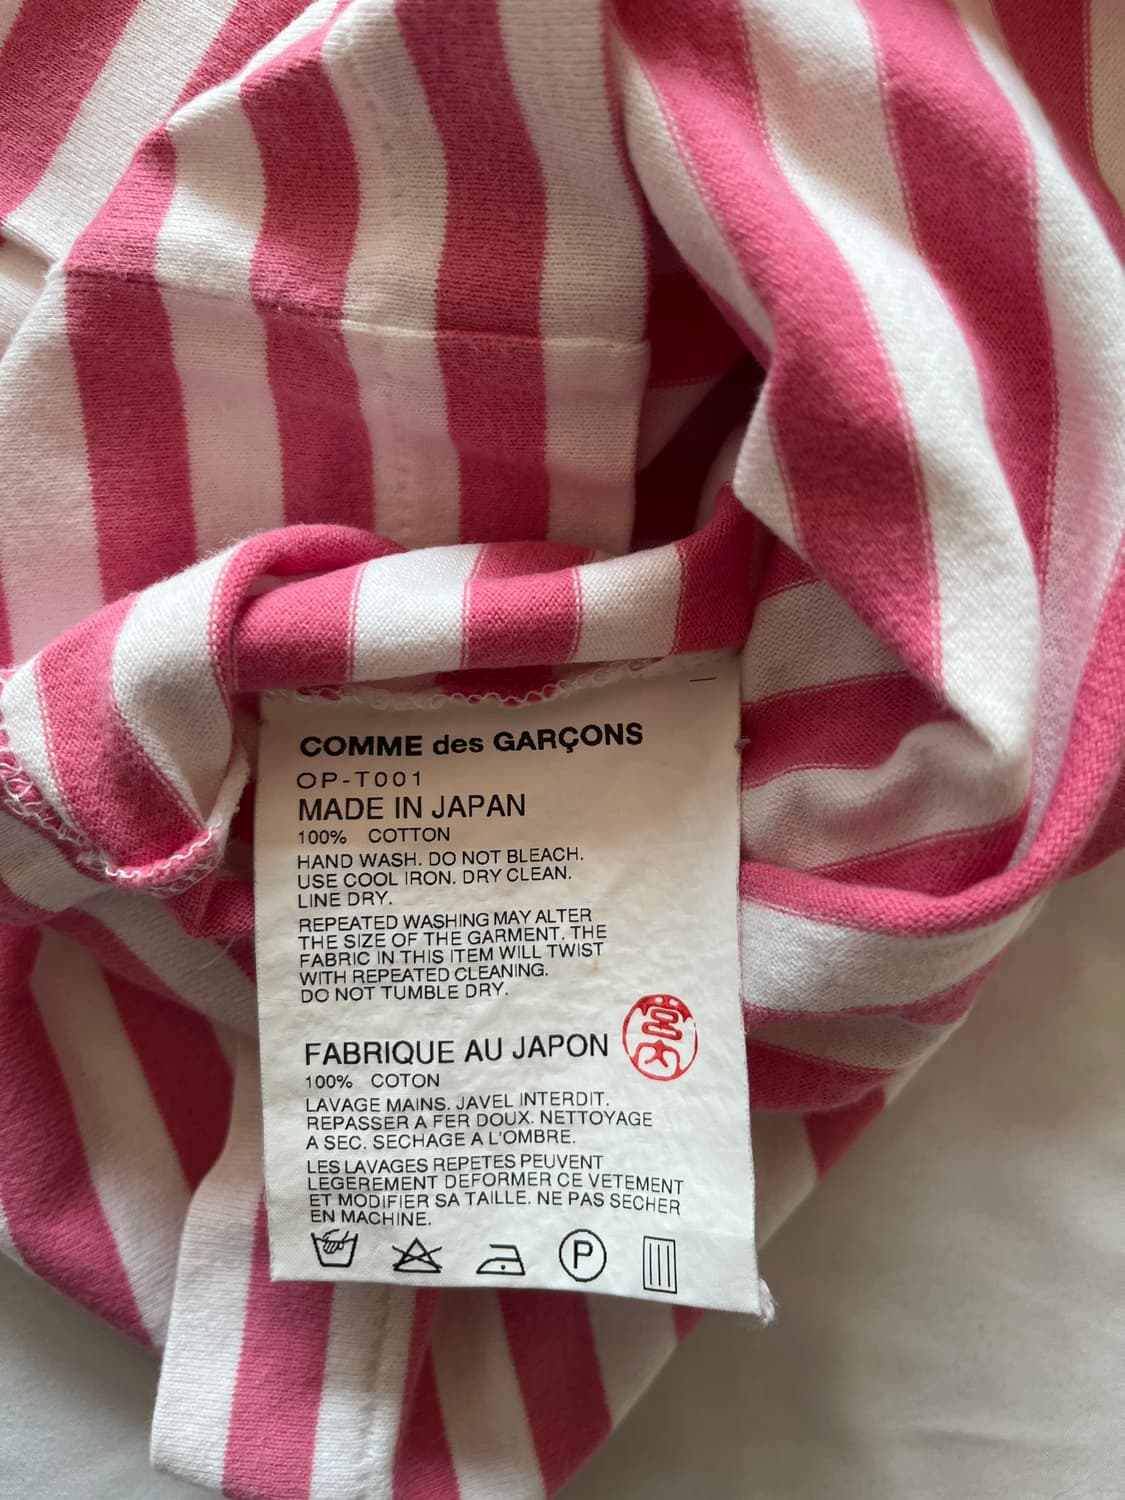 COMME des GARÇONS
OP-T001
MADE IN JAPAN
100% COTTON
HAND WASH. DO NOT BLEACH.
USE COOL IRON. DRY CLEAN.
LINE DRY.
REPEATED WASHING MAY ALTER
THE SIZE OF THE GARMENT. THE
FABRIC IN THIS ITEM WILL TWIST
WITH REPEATED CLEANING.
DO NOT TUMBLE DRY.
FABRIQUE AU JAPON
100% COTON
LAVAGE MAINS. JAVEL INTERDIT.
REPASSER A FER DOUX. NETTOYAGE
A SEC. SECHAGE A L'OMBRE.
LES LAVAGES REPETES PEUVENT
LEGEREMENT DEFORMER CE VETEMENT
ET MODIFIER SA TAILLE. NE PAS SECHER
EN MACHINE.
P